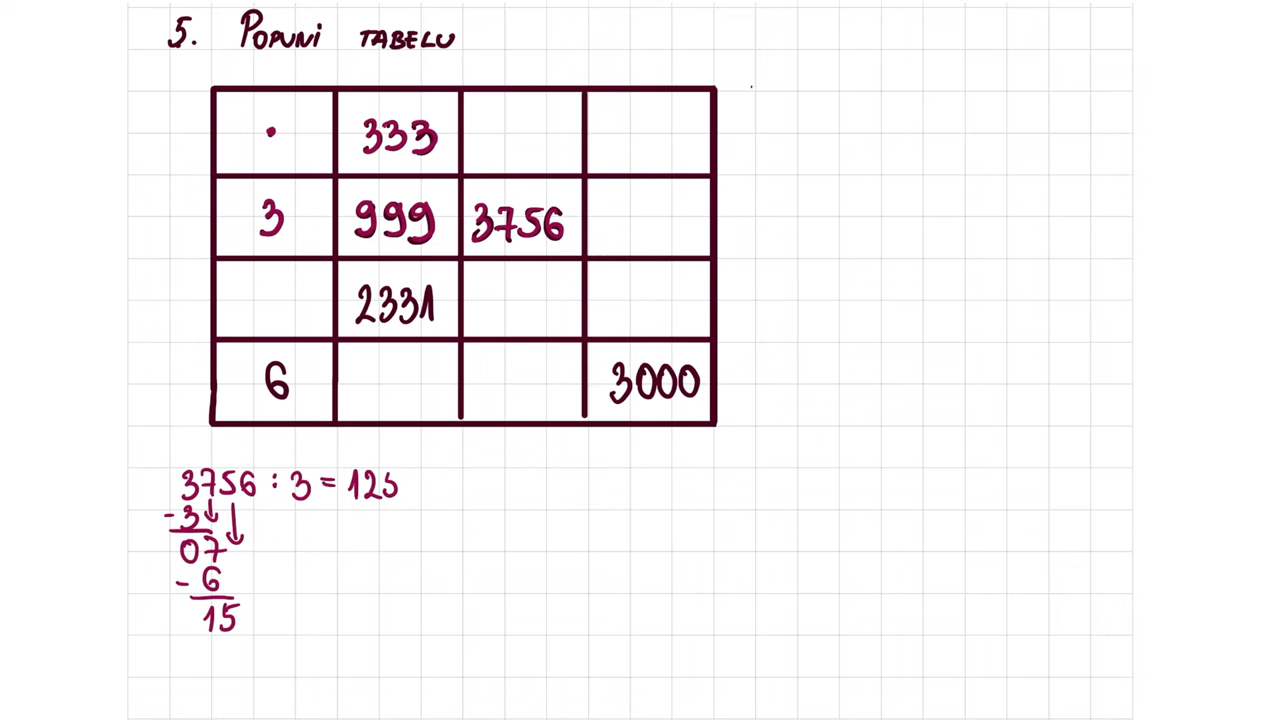 5. POPUNI TABELU
· 333
3 999 3756
2331
6 3000
3756 : 3 = 125
-3
07
-6
15